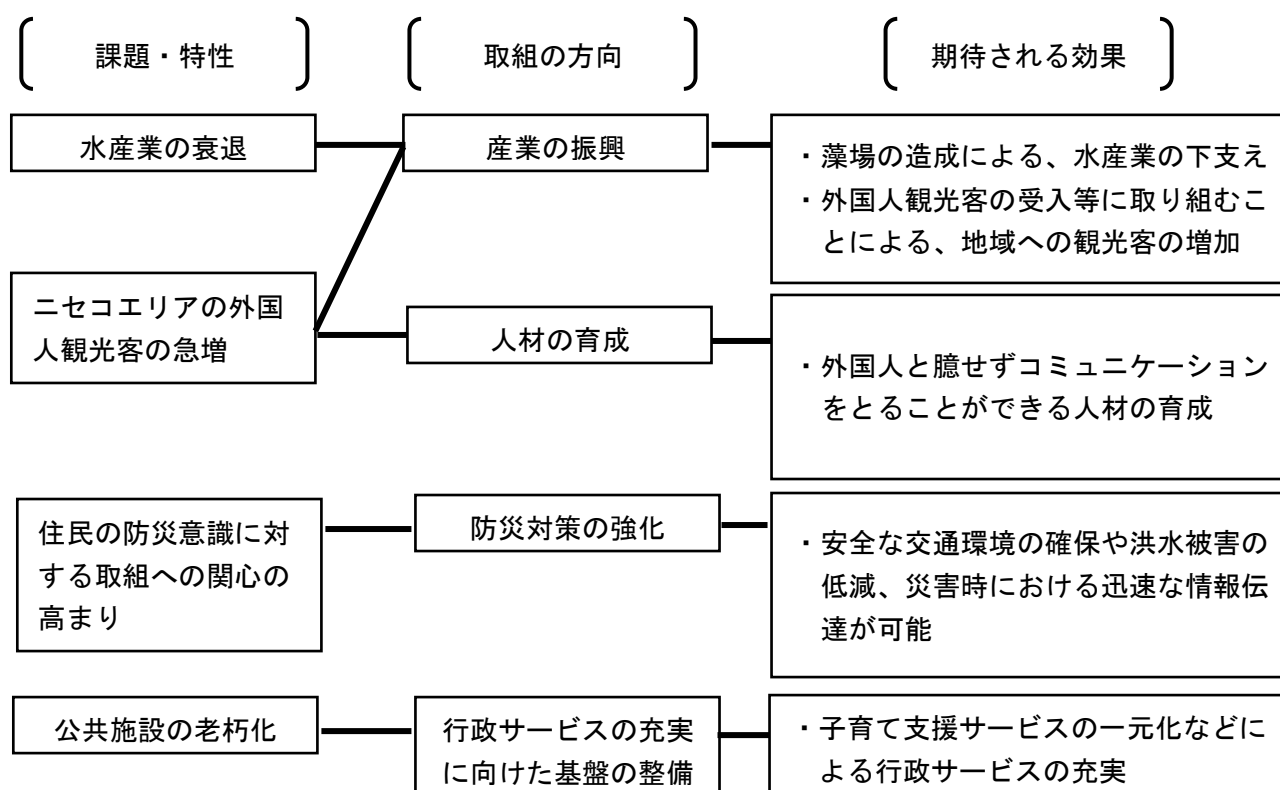 課題・特性
取組の方向
期待される効果
水産業の衰退
産業の振興
・藻場の造成による、水産業の下支え
・外国人観光客の受入等に取り組むこ
とによる、地域への観光客の増加
ニセコエリアの外国
人観光客の急増
人材の育成
・外国人と臆せずコミュニケーション
をとることができる人材の育成
住民の防災意識に対
する取組への関心の
高まり
防災対策の強化
・安全な交通環境の確保や洪水被害の
低減、災害時における迅速な情報伝
達が可能
公共施設の老朽化
行政サービスの充実
に向けた基盤の整備
・子育て支援サービスの一元化などに
よる行政サービスの充実